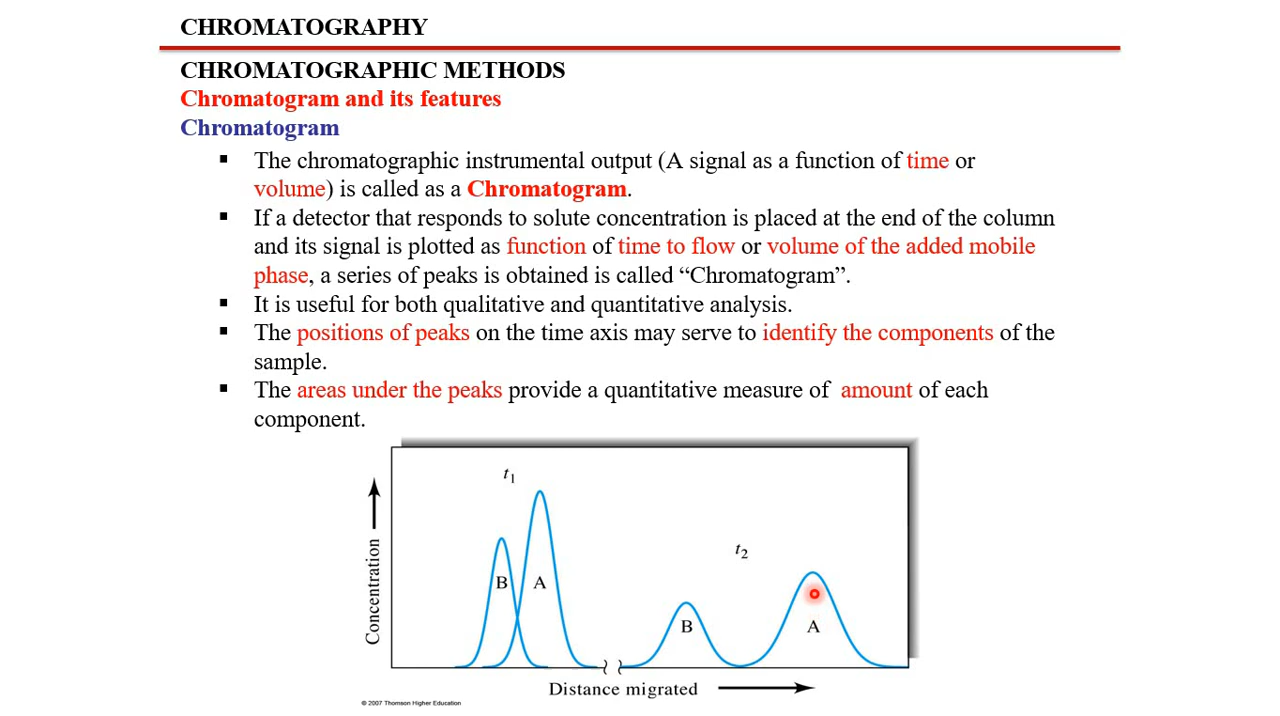 CHROMATOGRAPHY
CHROMATOGRAPHIC METHODS
Chromatogram and its features
Chromatogram
▪ The chromatographic instrumental output (A signal as a function of time or
volume) is called as a Chromatogram.
▪ If a detector that responds to solute concentration is placed at the end of the column
and its signal is plotted as function of time to flow or volume of the added mobile
phase, a series of peaks is obtained is called “Chromatogram”.
▪ It is useful for both qualitative and quantitative analysis.
▪ The positions of peaks on the time axis may serve to identify the components of the
sample.
▪ The areas under the peaks provide a quantitative measure of amount of each
component.
t1
t2
Concentration
B
A
B
A
Distance migrated
© 2007 Thomson Higher Education